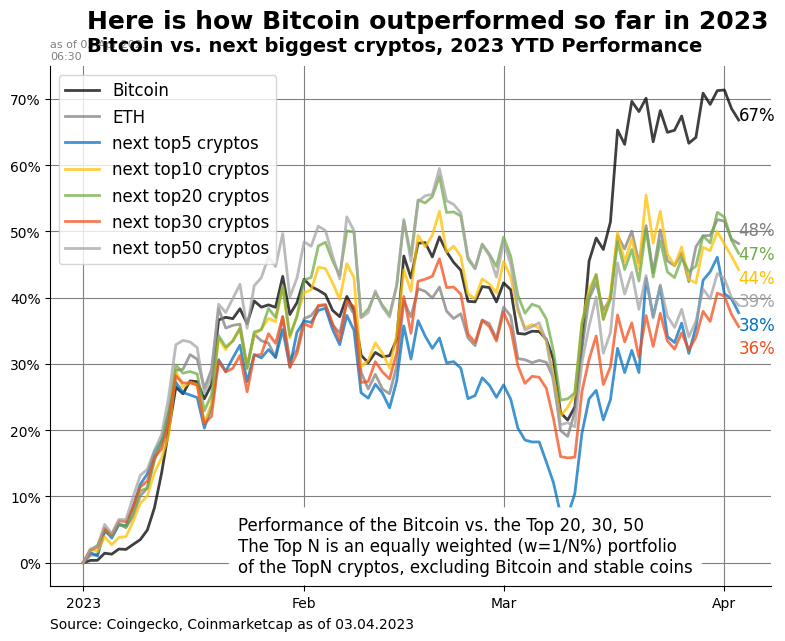 Here is how Bitcoin outperformed so far in 2023
Bitcoin vs. next biggest cryptos, 2023 YTD Performance
as of
06:30
Bitcoin
ETH
next top5 cryptos
next top10 cryptos
next top20 cryptos
next top30 cryptos
next top50 cryptos
70%
60%
50%
40%
30%
20%
10%
0%
67%
48%
47%
44%
39%
38%
36%
Performance of the Bitcoin vs. the Top 20, 30, 50
The Top N is an equally weighted (w=1/N%) portfolio
of the TopN cryptos, excluding Bitcoin and stable coins
2023 Feb Mar Apr
Source: Coingecko, Coinmarketcap as of 03.04.2023